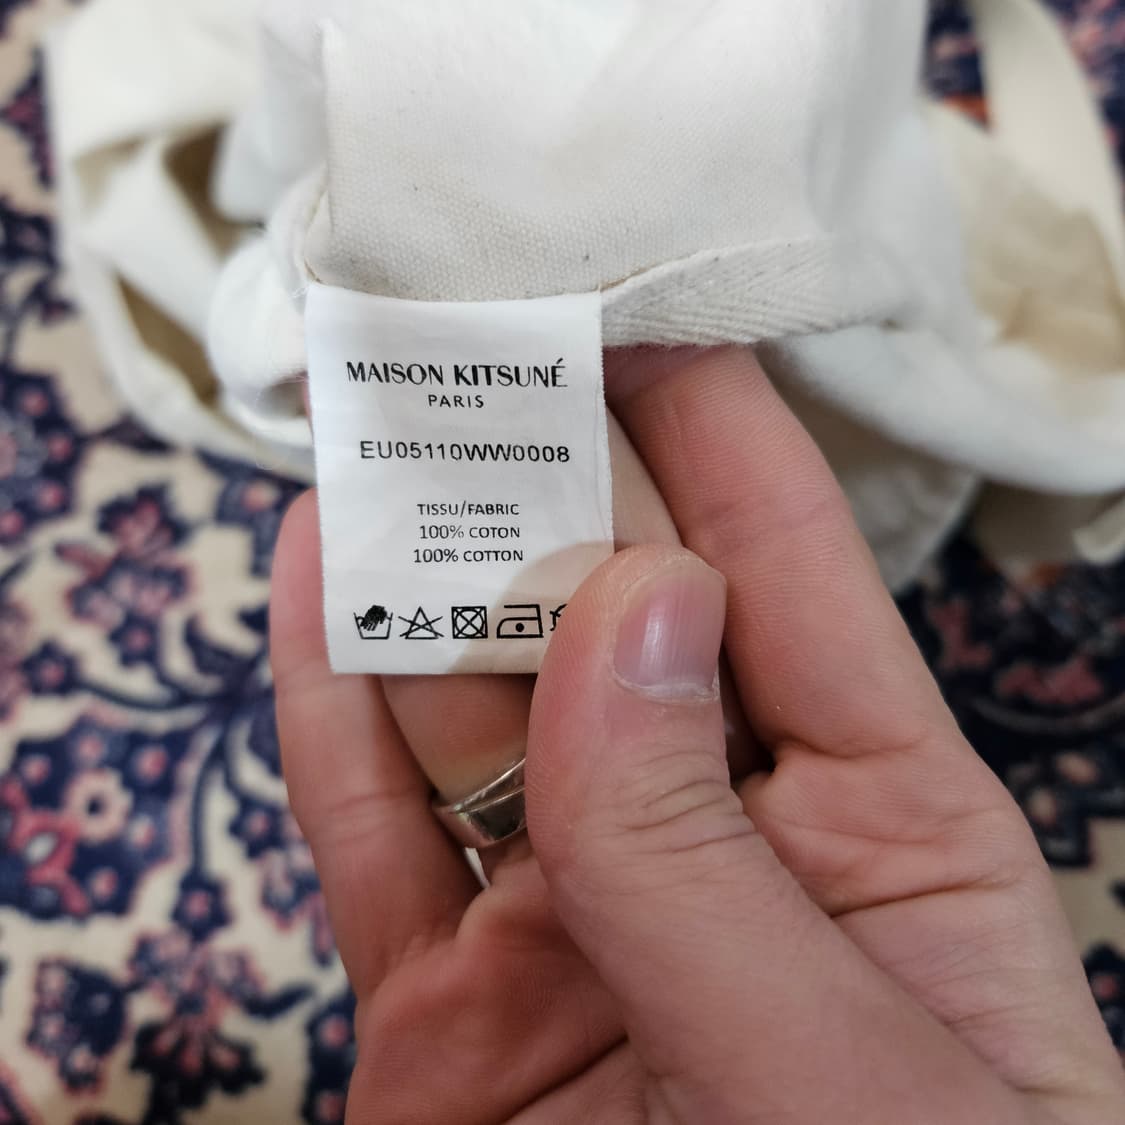 MAISON KITSUNÉ
PARIS
EU05110WW0008
TISSU/FABRIC
100% COTON
100% COTTON